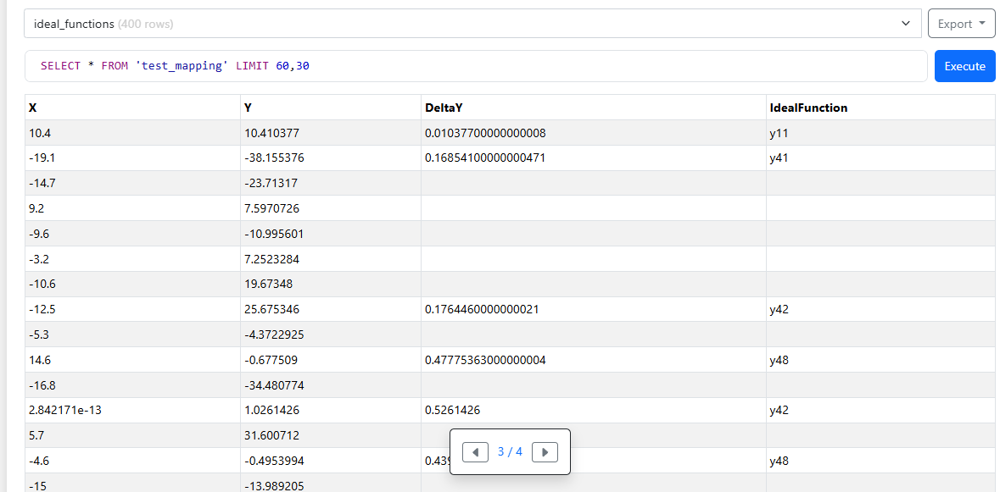 ideal_functions (400 rows)
Export
SELECT * FROM 'test_mapping' LIMIT 60,30
Execute
X Y DeltaY IdealFunction
10.4 10.410377 0.01037700000000008 y11
-19.1 -38.155376 0.16854100000000471 y41
-14.7 -23.71317
9.2 7.5970726
-9.6 -10.995601
-3.2 7.2523284
-10.6 19.67348
-12.5 25.675346 0.1764460000000021 y42
-5.3 -4.3722925
14.6 -0.677509 0.47775363000000004 y48
-16.8 -34.480774
2.842171e-13 1.0261426 0.5261426 y42
5.7 31.600712
3 / 4
-4.6 -0.4953994 y48
-15 -13.989205